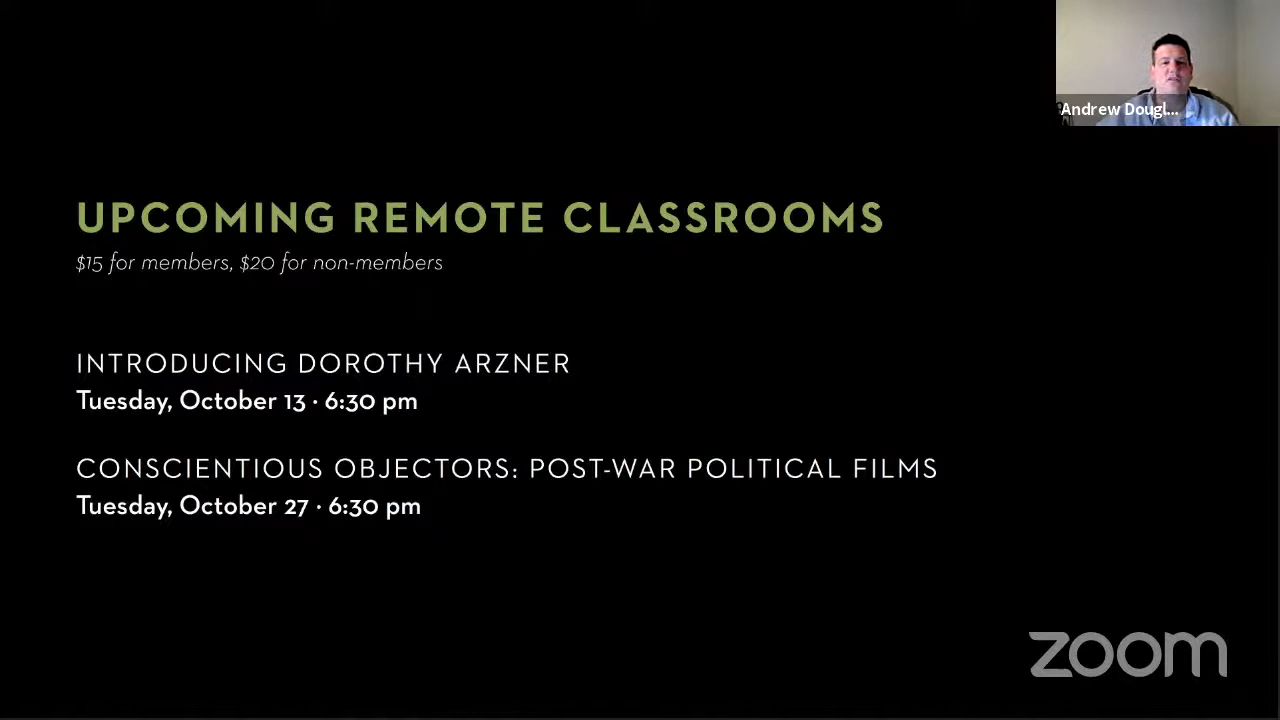 Andrew Dougl...
UPCOMING REMOTE CLASSROOMS
$15 for members, $20 for non-members
INTRODUCING DOROTHY ARZNER
Tuesday, October 13 · 6:30 pm
CONSCIENTIOUS OBJECTORS: POST-WAR POLITICAL FILMS
Tuesday, October 27 · 6:30 pm
zoom